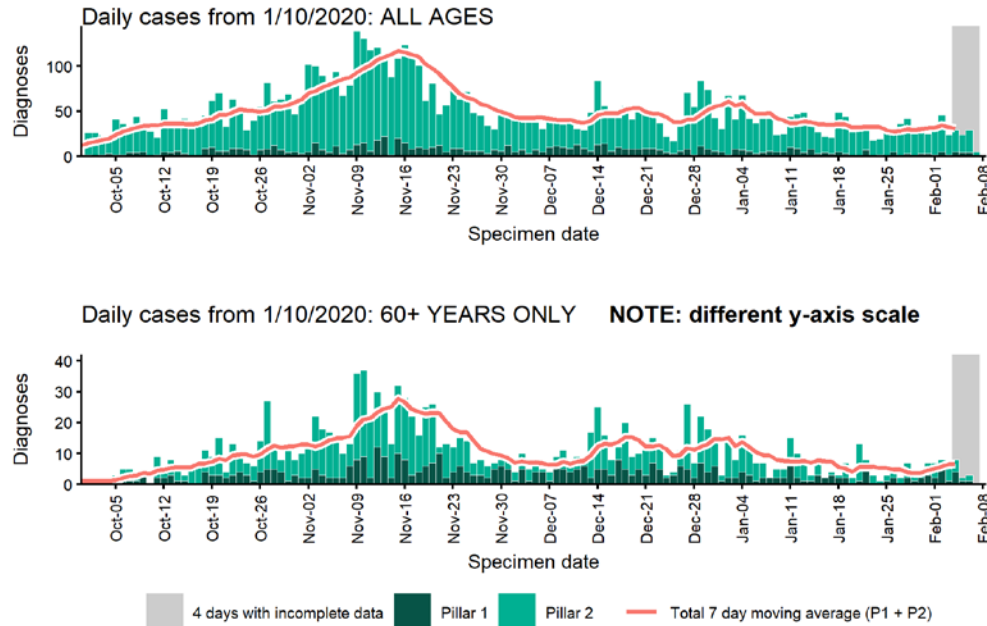 Daily cases from 1/10/2020: ALL AGES
Diagnoses
100
50
0
Oct-05
Oct-12
Oct-19
Oct-26
Nov-02
Nov-09
Nov-16
Nov-23
Nov-30
Dec-07
Dec-14
Dec-21
Dec-28
Jan-04
Jan-11
Jan-18
Jan-25
Feb-01
Feb-08
Specimen date
Daily cases from 1/10/2020: 60+ YEARS ONLY NOTE: different y-axis scale
Diagnoses
40
30
20
10
0
Oct-05
Oct-12
Oct-19
Oct-26
Nov-02
Nov-09
Nov-16
Nov-23
Nov-30
Dec-07
Dec-14
Dec-21
Dec-28
Jan-04
Jan-11
Jan-18
Jan-25
Feb-01
Feb-08
Specimen date
4 days with incomplete data Pillar 1 Pillar 2 Total 7 day moving average (P1 + P2)